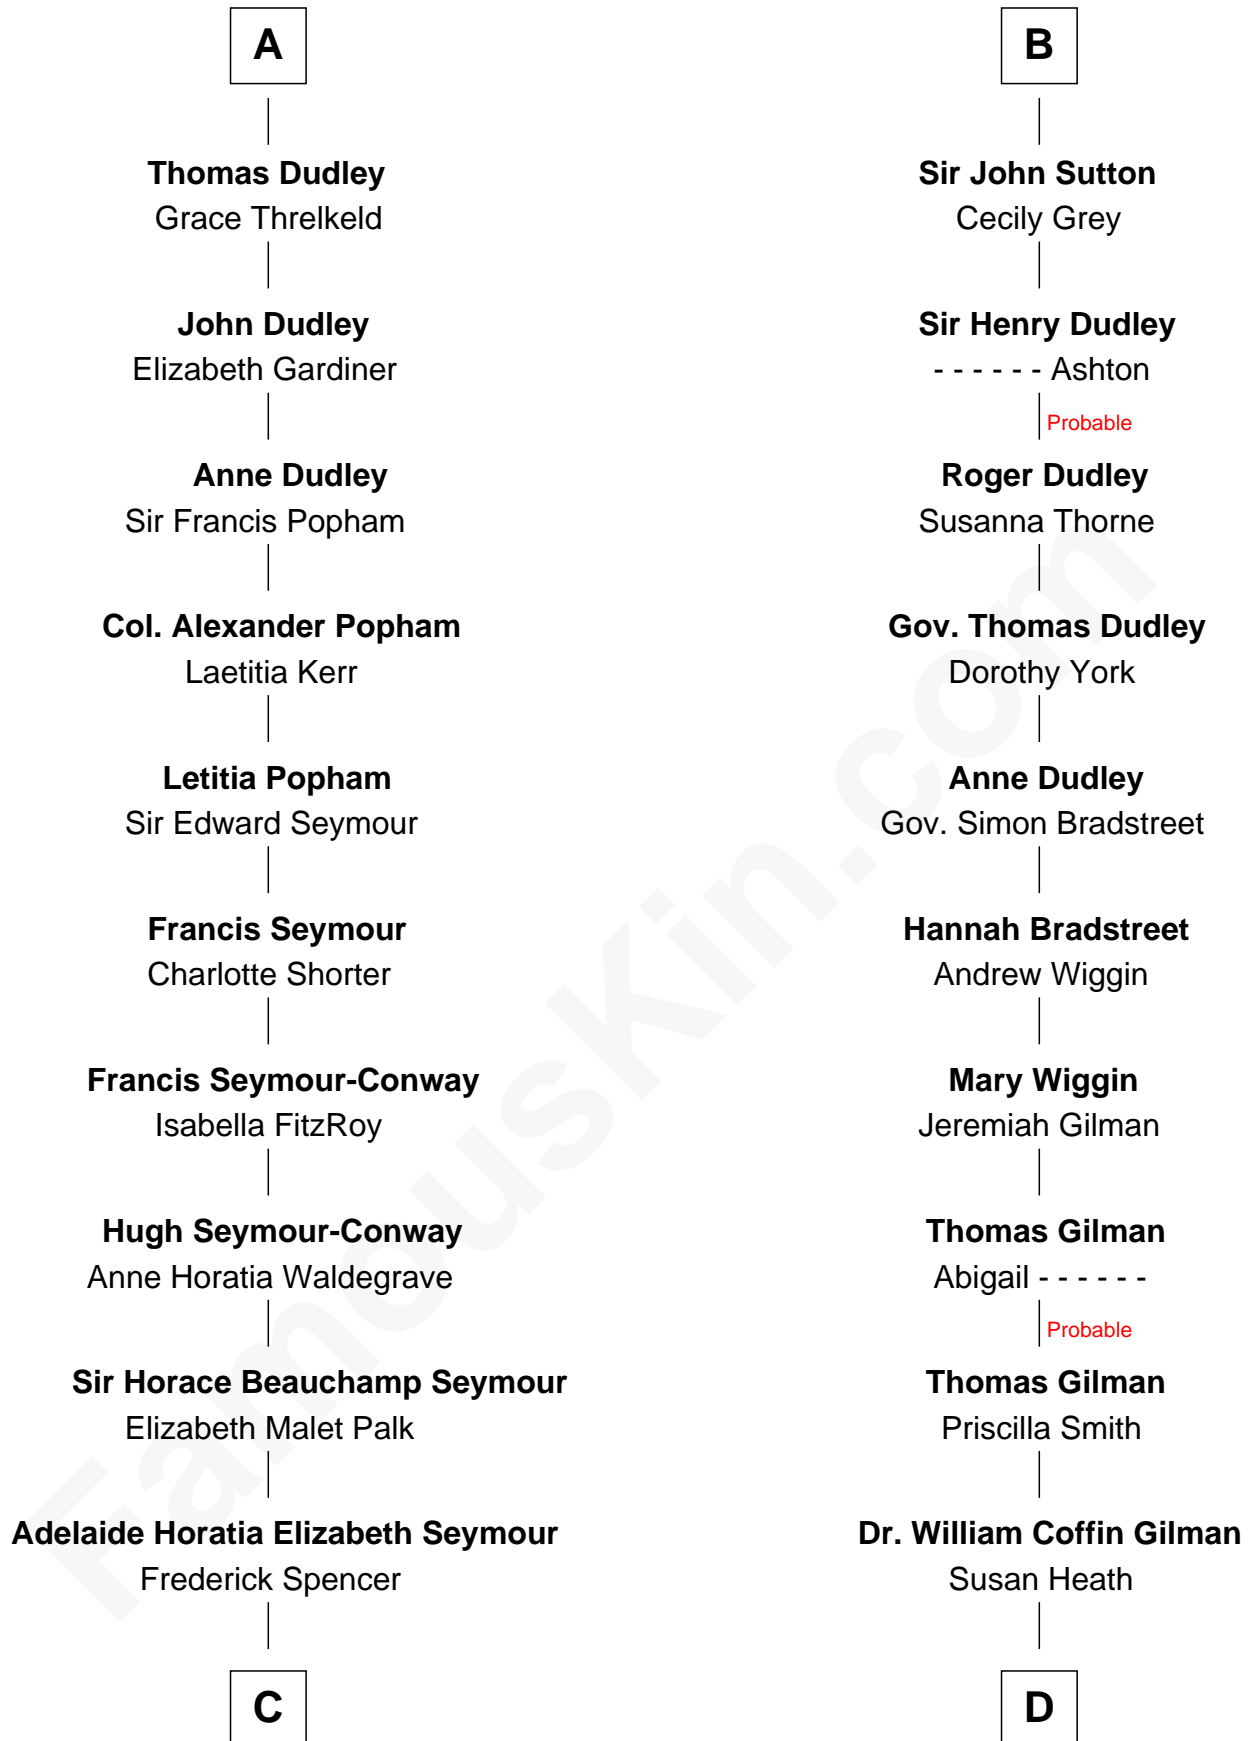 A
Thomas Dudley
Grace Threlkeld
John Dudley
Elizabeth Gardiner
Anne Dudley
Sir Francis Popham
Col. Alexander Popham
Laetitia Kerr
Letitia Popham
Sir Edward Seymour
Francis Seymour
Charlotte Shorter
Francis Seymour-Conway
Isabella FitzRoy
Hugh Seymour-Conway
Anne Horatia Waldegrave
Sir Horace Beauchamp Seymour
Elizabeth Malet Palk
Adelaide Horatia Elizabeth Seymour
Frederick Spencer
C
B
Sir John Sutton
Cecily Grey
Sir Henry Dudley
- - - - - - Ashton
Probable
Roger Dudley
Susanna Thorne
Gov. Thomas Dudley
Dorothy York
Anne Dudley
Gov. Simon Bradstreet
Hannah Bradstreet
Andrew Wiggin
Mary Wiggin
Jeremiah Gilman
Thomas Gilman
Abigail - - - - - -
Probable
Thomas Gilman
Priscilla Smith
Dr. William Coffin Gilman
Susan Heath
D
FamousKin.com